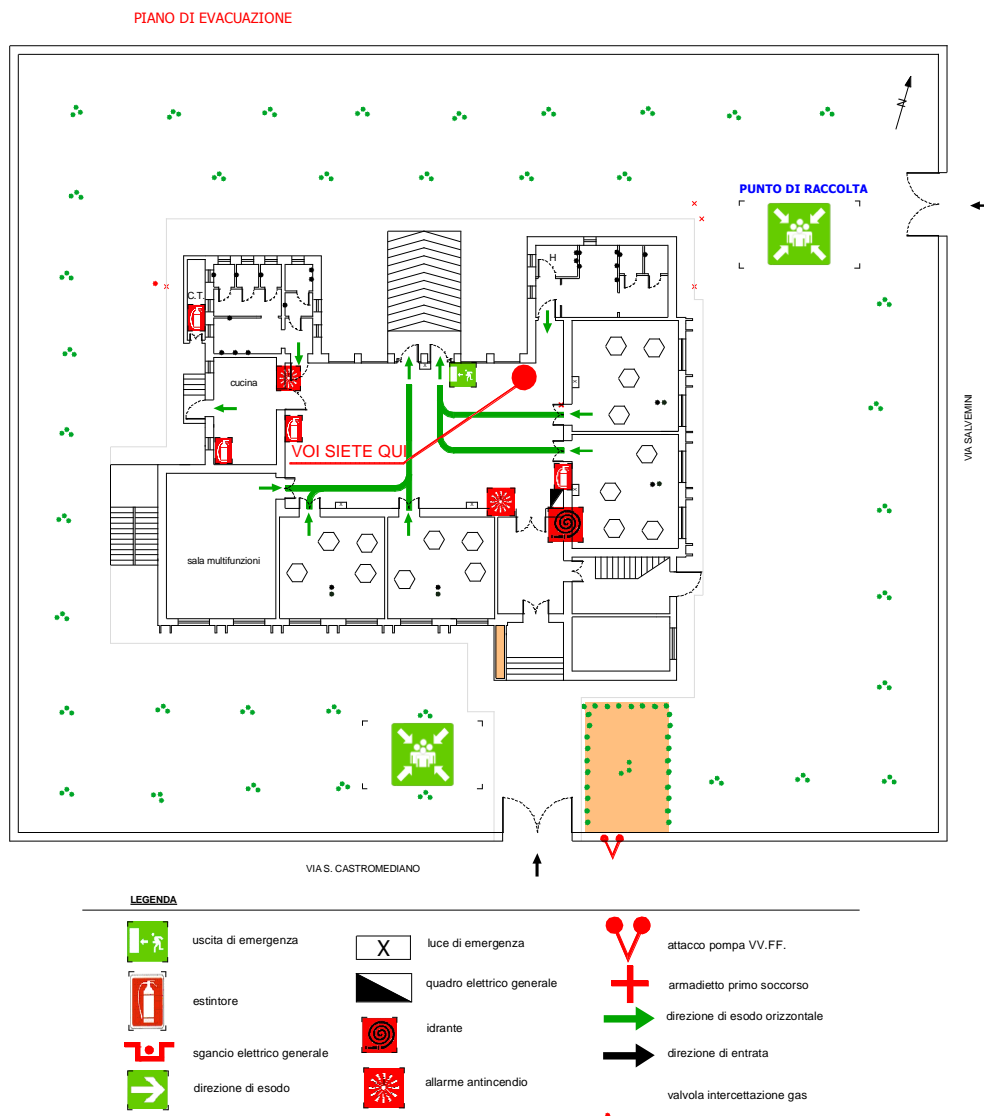 PIANO DI EVACUAZIONE
N
PUNTO DI RACCOLTA
H
C.T.
cucina
VIA SALVEMINI
VOI SIETE QUI
sala multifunzioni
VIA S. CASTROMEDIANO
LEGENDA
uscita di emergenza
X
luce di emergenza
attacco pompa VV.FF.
quadro elettrico generale
armadietto primo soccorso
estintore
idrante
direzione di esodo orizzontale
sgancio elettrico generale
direzione di entrata
direzione di esodo
allarme antincendio
valvola intercettazione gas